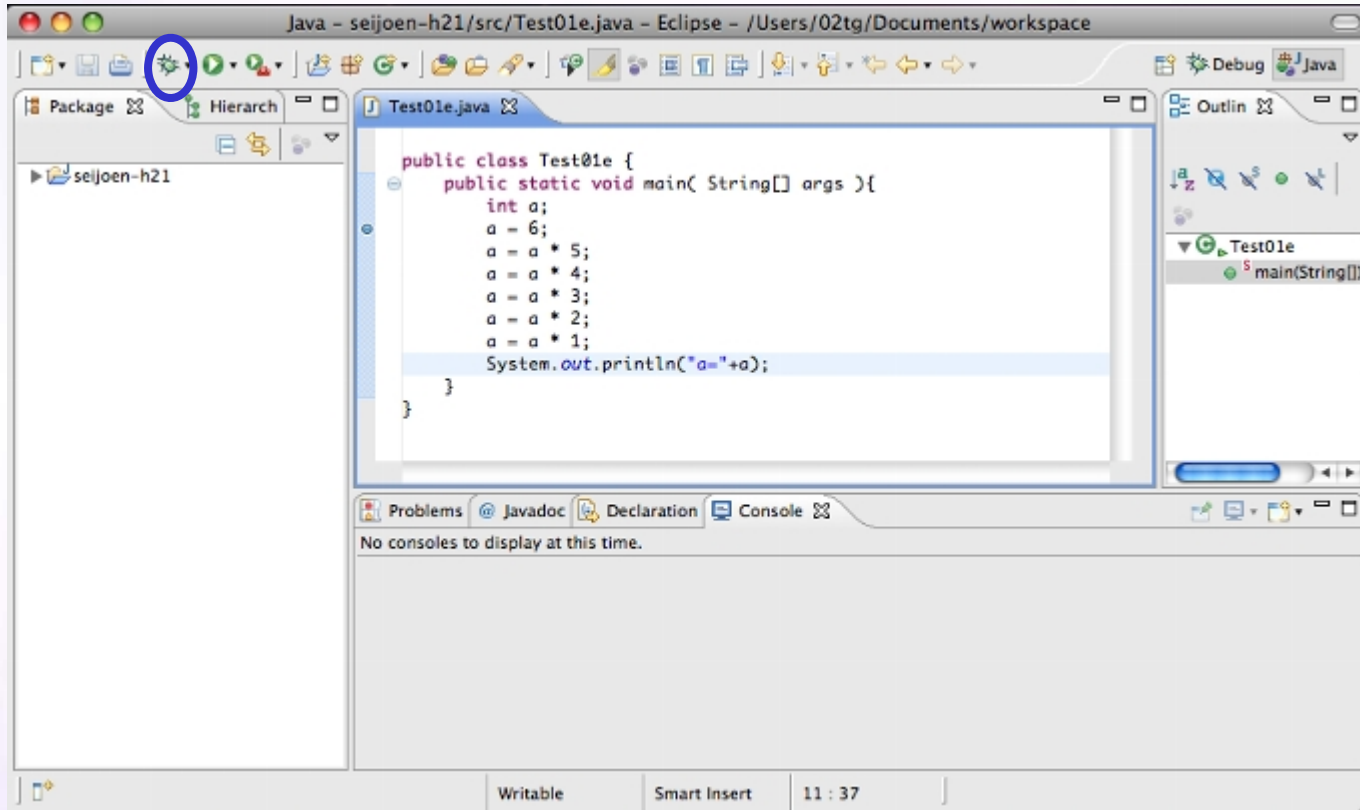 Java – seijoen-h21/src/Test01e.java – Eclipse – /Users/02tg/Documents/workspace
Debug Java
Package Hierarch
seijoen-h21
Test01e.java
public class Test01e {
public static void main( String[] args ){
int a;
a = 6;
a = a * 5;
a = a * 4;
a = a * 3;
a = a * 2;
a = a * 1;
System.out.println("a="+a);
}
}
Outlin
Test01e
main(String[])
Problems @ Javadoc Declaration Console
No consoles to display at this time.
Writable Smart Insert 11 : 37